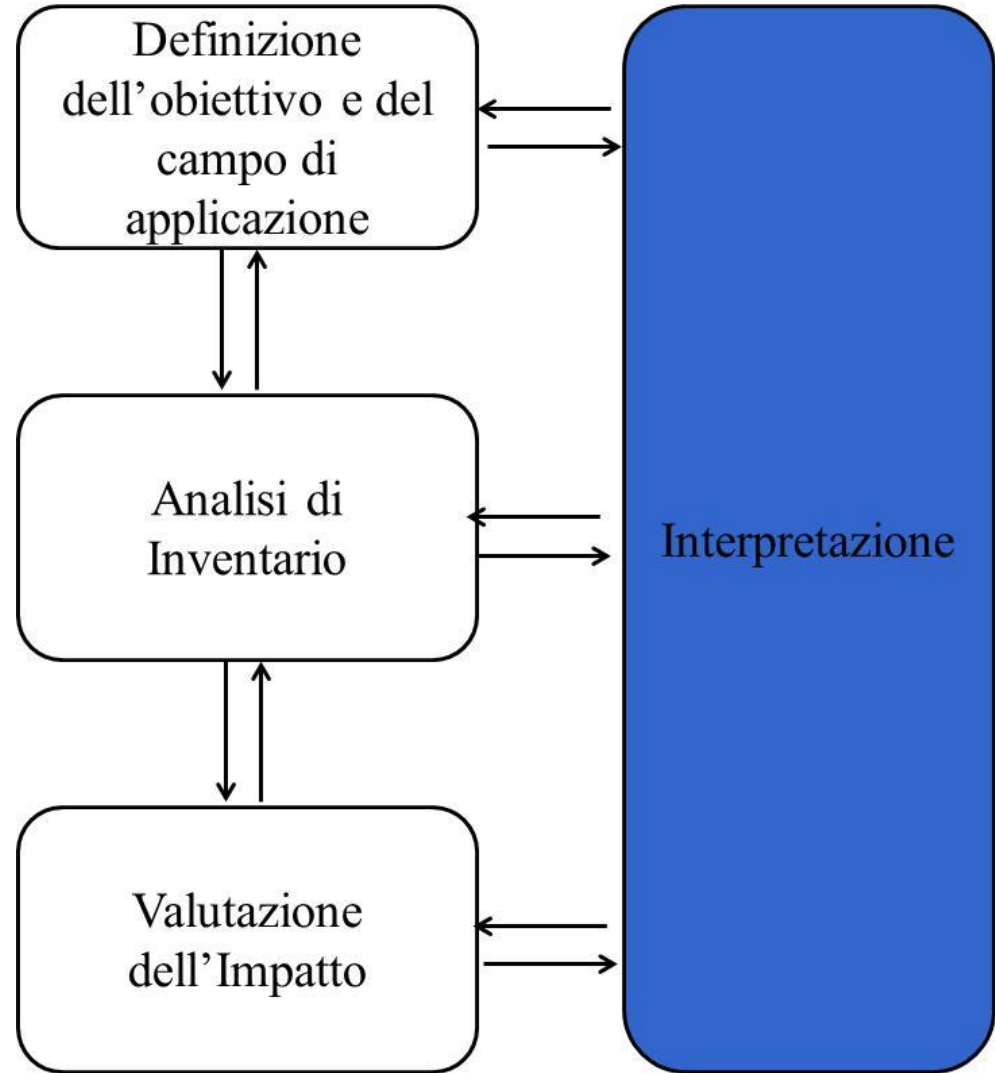 Definizione
dell’obiettivo e del
campo di
applicazione
Analisi di
Inventario
Interpretazione
Valutazione
dell’Impatto